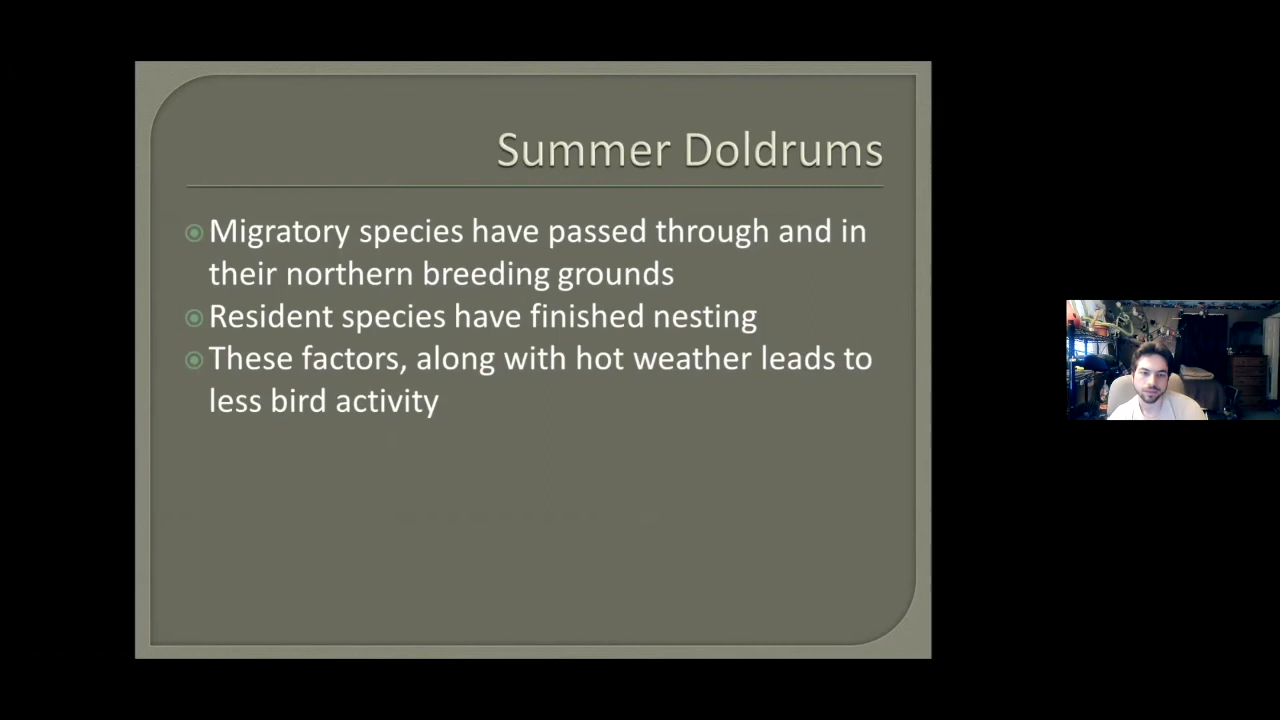 Summer Doldrums
Migratory species have passed through and in
their northern breeding grounds
Resident species have finished nesting
These factors, along with hot weather leads to
less bird activity